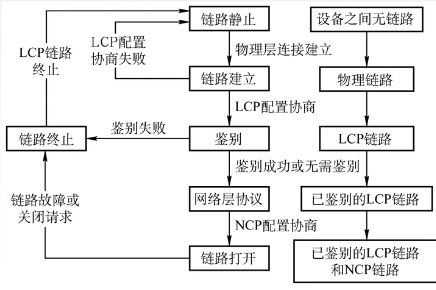 链路静止
设备之间无链路
LCP配置
协商失败
物理层连接建立
LCP链路
终止
链路建立
物理链路
LCP配置协商
鉴别失败
链路终止
鉴别
LCP链路
鉴别成功或无需鉴别
链路故障或
关闭请求
网络层协议
已鉴别的LCP链路
NCP配置协商
链路打开
已鉴别的LCP链路
和NCP链路